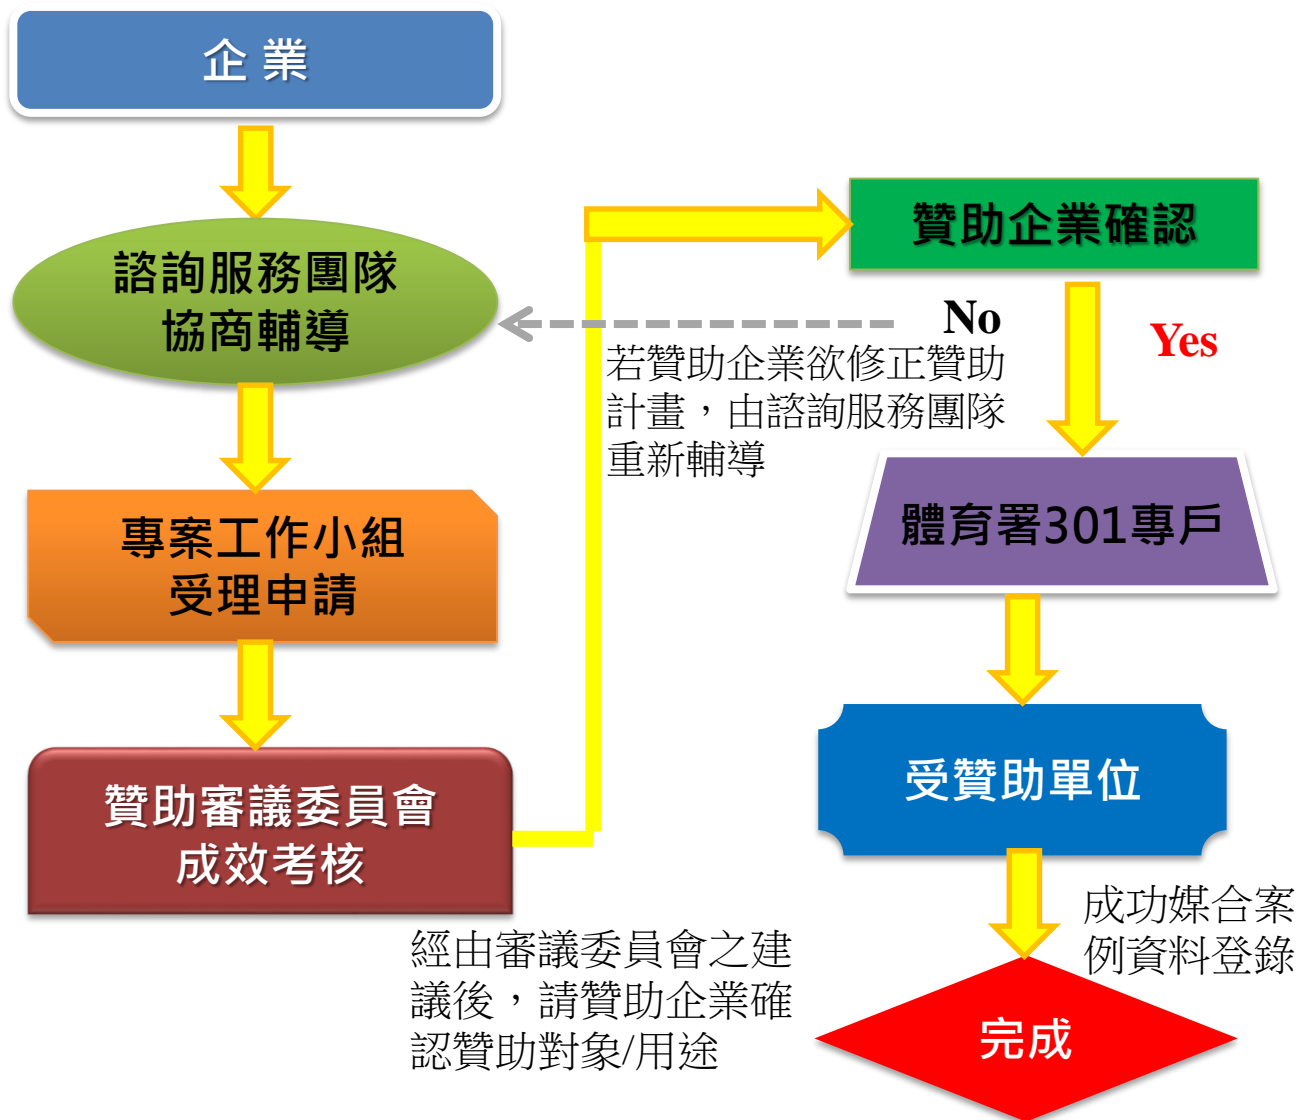 企業
諮詢服務團隊
協商輔導
專案工作小組
受理申請
贊助審議委員會
成效考核
經由審議委員會之建
議後，請贊助企業確
認贊助對象/用途
贊助企業確認
No
若贊助企業欲修正贊助
計畫，由諮詢服務團隊
重新輔導
Yes
體育署301專戶
受贊助單位
成功媒合案
例資料登錄
完成